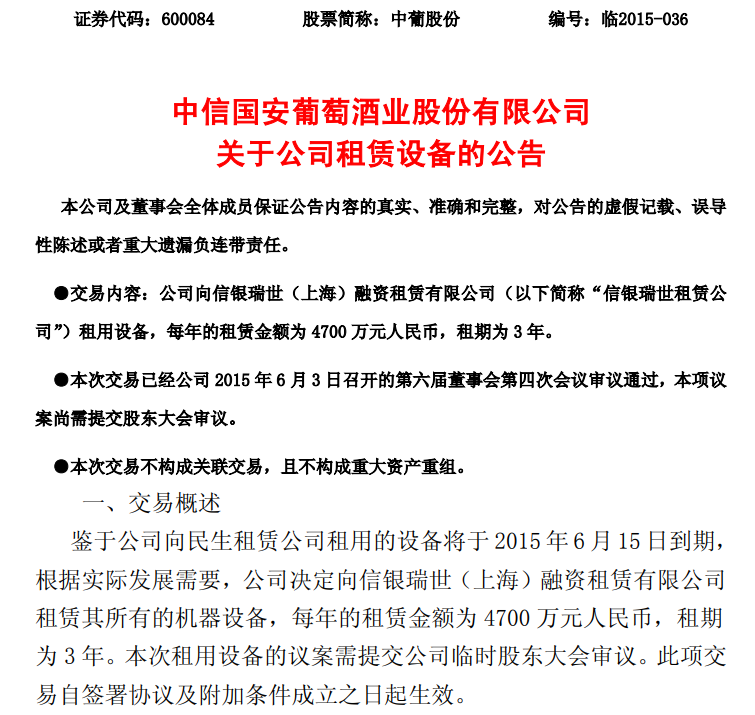 证券代码：600084 股票简称：中葡股份 编号：临2015-036
中信国安葡萄酒业股份有限公司
关于公司租赁设备的公告
本公司及董事会全体成员保证公告内容的真实、准确和完整，对公告的虚假记载、误导
性陈述或者重大遗漏负连带责任。
●交易内容：公司向信银瑞世（上海）融资租赁有限公司（以下简称“信银瑞世租赁公
司”）租用设备，每年的租赁金额为 4700 万元人民币，租期为 3 年。
●本次交易已经公司 2015 年 6 月 3 日召开的第六届董事会第四次会议审议通过，本项议
案尚需提交股东大会审议。
●本次交易不构成关联交易，且不构成重大资产重组。
一、交易概述
鉴于公司向民生租赁公司租用的设备将于 2015 年 6 月 15 日到期，
根据实际发展需要，公司决定向信银瑞世（上海）融资租赁有限公司
租赁其所有的机器设备，每年的租赁金额为 4700 万元人民币，租期
为 3 年。本次租用设备的议案需提交公司临时股东大会审议。此项交
易自签署协议及附加条件成立之日起生效。